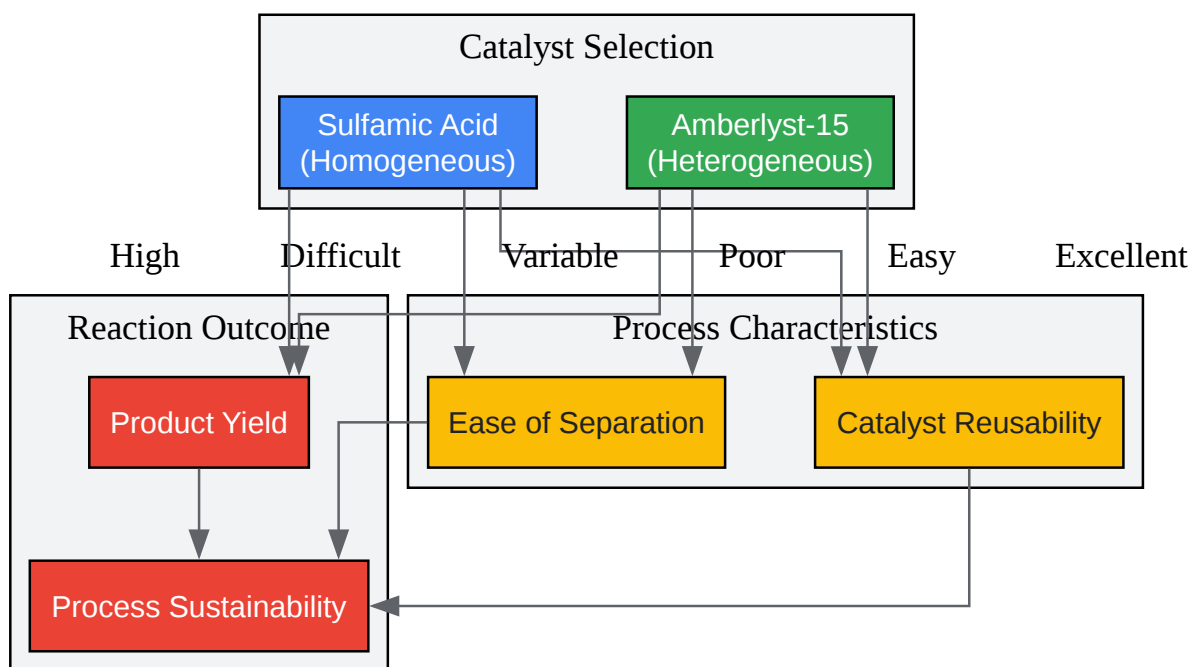 Catalyst Selection
Sulfamic Acid
(Homogeneous)
Amberlyst-15
(Heterogeneous)
High
Difficult
Variable
Poor
Easy
Excellent
Reaction Outcome
Process Characteristics
Product Yield
Ease of Separation
Catalyst Reusability
Process Sustainability